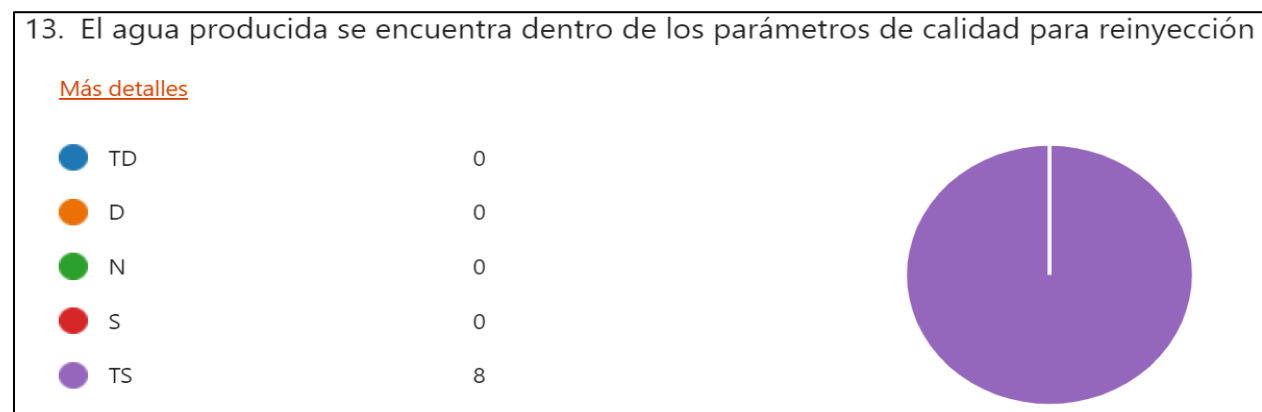 13. El agua producida se encuentra dentro de los parámetros de calidad para reinyección
Más detalles
TD 0
D 0
N 0
S 0
TS 8